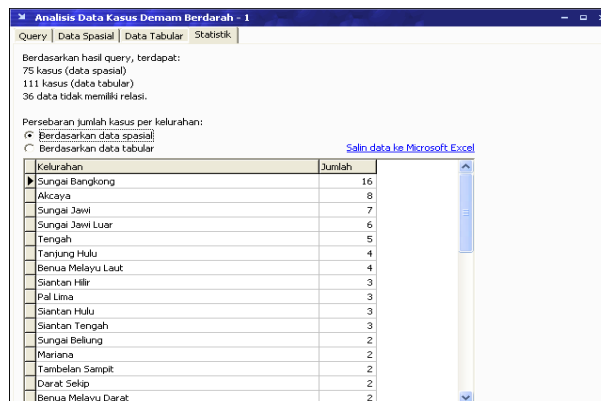 Analisis Data Kasus Demam Berdarah - 1
Query Data Spasial Data Tabular Statistik
Berdasarkan hasil query, terdapat:
75 kasus (data spasial)
111 kasus (data tabular)
36 data tidak memiliki relasi.
Persebaran jumlah kasus per kelurahan:
Berdasarkan data spasial
Berdasarkan data tabular Salin data ke Microsoft Excel
Kelurahan Jumlah
Sungai Bangkong 16
Akcaya 8
Sungai Jawi 7
Sungai Jawi Luar 6
Tengah 5
Tanjung Hulu 4
Benua Melayu Laut 4
Siantan Hilir 3
Pal Lima 3
Siantan Hulu 3
Siantan Tengah 3
Sungai Beliung 2
Mariana 2
Tambelan Sampit 2
Darat Sekip 2
Benua Melayu Darat 2